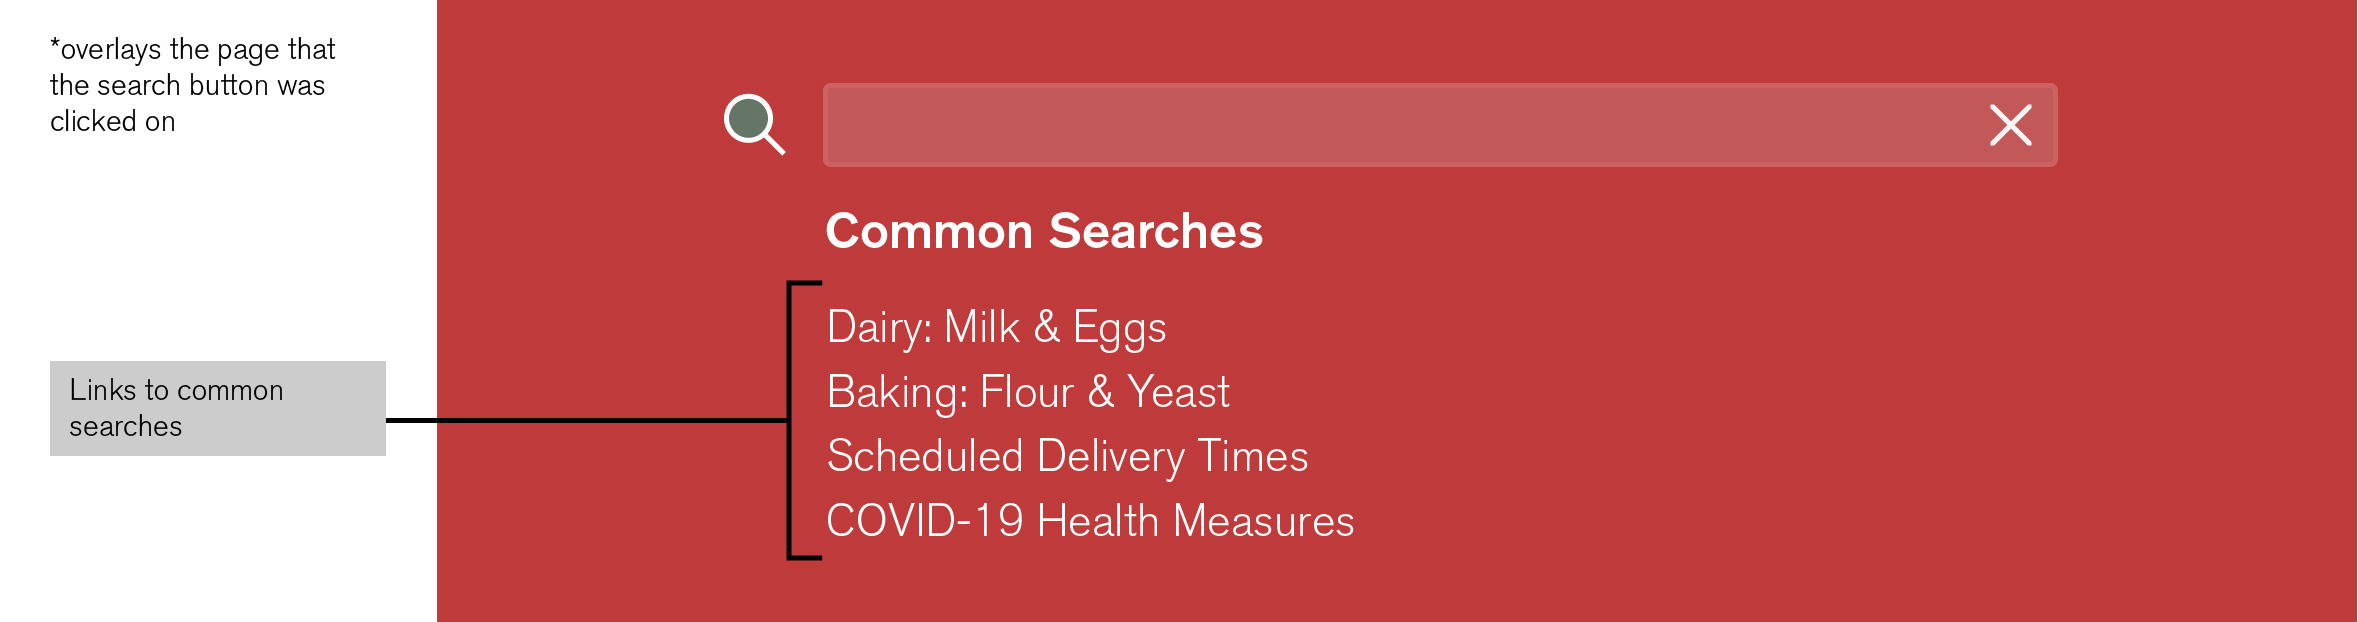 *overlays the page that
the search button was
clicked on
Common Searches
Dairy: Milk & Eggs
Baking: Flour & Yeast
Scheduled Delivery Times
COVID-19 Health Measures
Links to common
searches